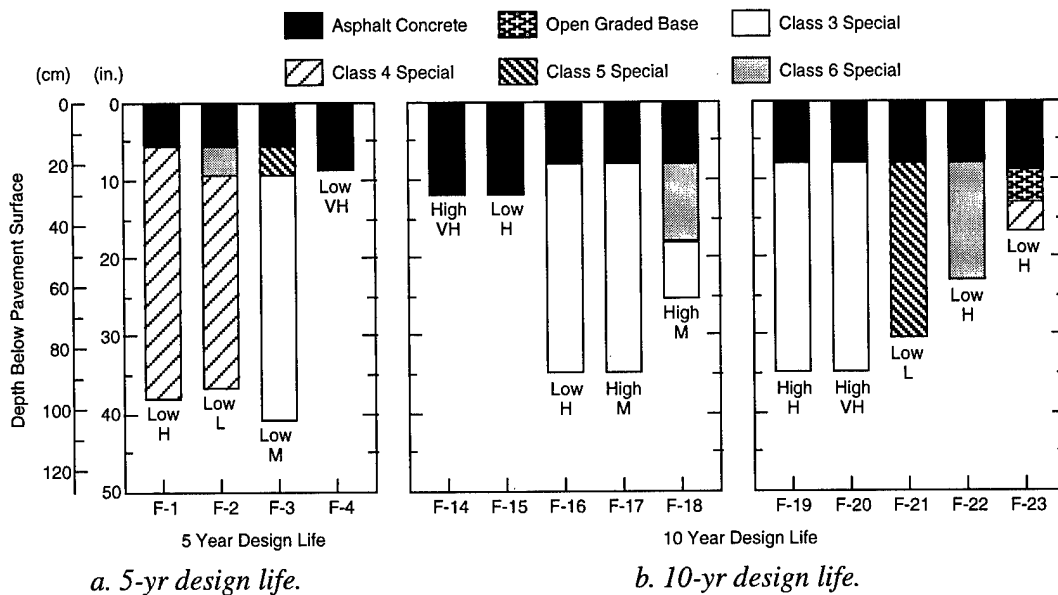 Asphalt Concrete Open Graded Base Class 3 Special
Class 4 Special Class 5 Special Class 6 Special
(cm) (in.)
Depth Below Pavement Surface
0
20
40
60
80
100
120
0
10
20
30
40
50
Low
H
Low
L
Low
M
Low
VH
F-1 F-2 F-3 F-4
5 Year Design Life
High
VH
Low
H
Low
H
High
M
High
M
F-14 F-15 F-16 F-17 F-18
High
H
High
VH
Low
L
Low
H
Low
H
F-19 F-20 F-21 F-22 F-23
10 Year Design Life
a. 5-yr design life.
b. 10-yr design life.